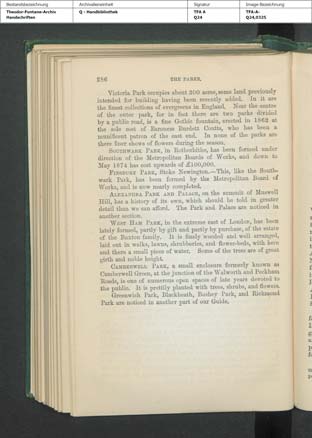 Bestandsbezeichnung Archivalieneinheit Signatur Image-Bezeichnung
Theodor-Fontane-Archiv Q - Handbibliothek TFA A TFA-A-
Handschriften Q24 Q24,0325
286 THE PARKS.
Victoria Park occupies about 300 acres, some land previously
intended for building having been recently added. In it are
the finest collections of evergreens in England. Near the centre
of the outer park, for in fact there are two parks divided
by a public road, is a fine Gothic fountain, erected in 1862 at
the sole cost of Baroness Burdett Coutts, who has been a
munificent patron of the east end. In none of the parks are
there finer shows of flowers during the season.
SOUTHWARK PARK, in Rotherhithe, has been formed under
direction of the Metropolitan Boards of Works, and down to
May 1874 has cost upwards of £100,000.
FINSBURY PARK, Stoke Newington.—This, like the South-
wark Park, has been formed by the Metropolitan Board of
Works, and is now nearly completed.
ALEXANDRA PARK AND PALACE, on the summit of Muswell
Hill, has a history of its own, which should be told in greater
detail than we can afford. The Park and Palace are noticed in
another section.
WEST HAM PARK, in the extreme east of London, has been
lately formed, partly by gift and partly by purchase, of the estate
of the Buxton family. It is finely wooded and well arranged,
laid out in walks, lawns, shrubberies, and flower-beds, with here
and there a small piece of water. Some of the trees are of great
girth and noble height.
CAMBERWELL PARK, a small enclosure formerly known as
Camberwell Green, at the junction of the Walworth and Peckham
Roads, is one of numerous open spaces of late years devoted to
the public. It is prettily planted with trees, shrubs, and flowers.
Greenwich Park, Blackheath, Bushey Park, and Richmond
Park are noticed in another part of our Guide.